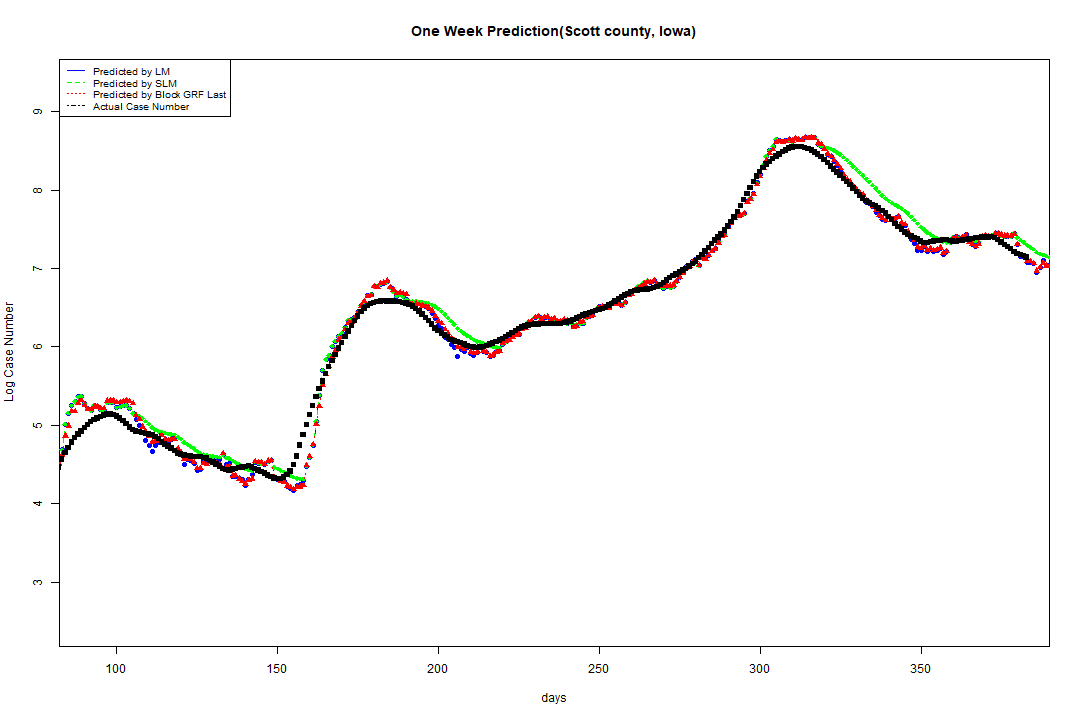 One Week Prediction(Scott county, Iowa)
Predicted by LM
Predicted by SLM
Predicted by Block GRF Last
Actual Case Number
9
8
7
6
5
4
3
Log Case Number
100 150 200 250 300 350
days